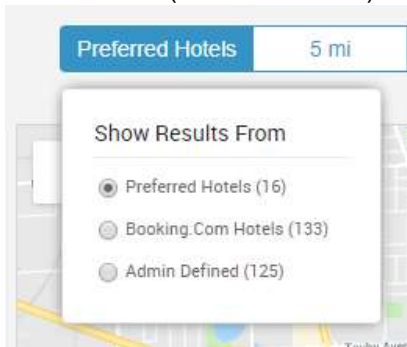 Preferred Hotels
5 mi
Show Results From
Preferred Hotels (16)
Booking.Com Hotels (133)
Admin Defined (125)